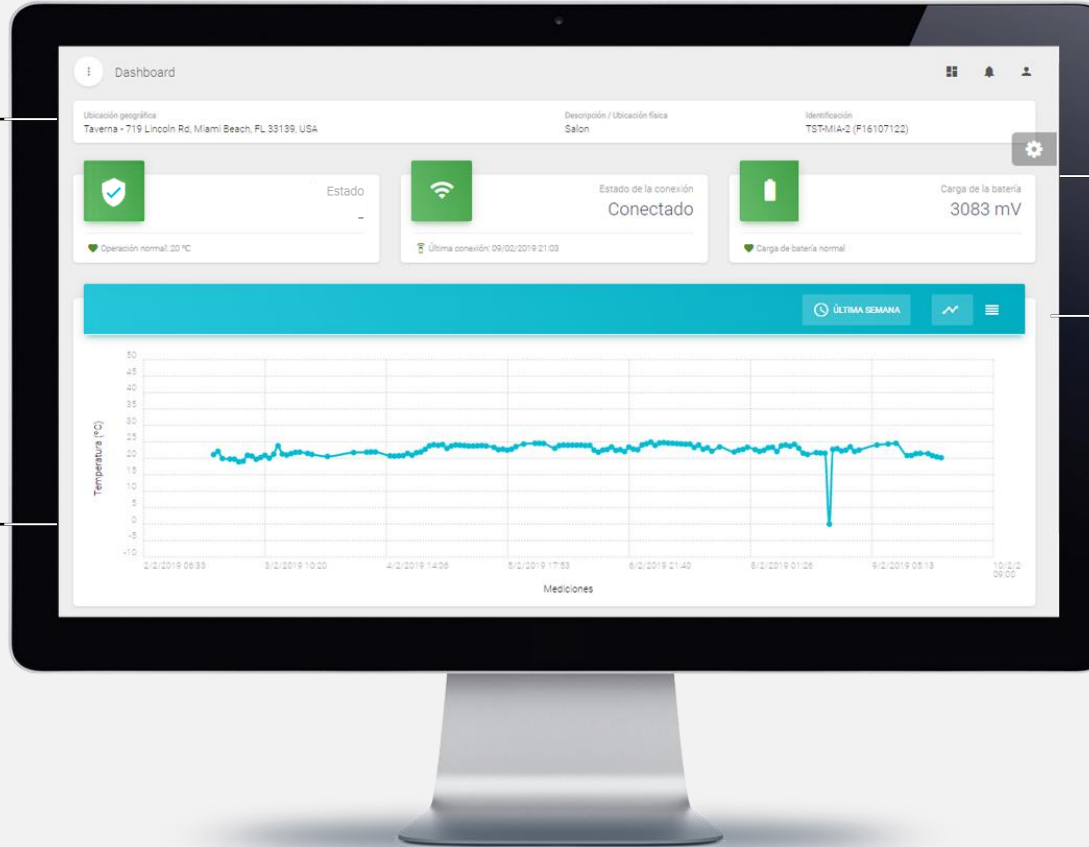 Dashboard
Ubicación geográfica
Taverna - 719 Lincoln Rd, Miami Beach, FL 33139, USA
Descripción / Ubicación física
Salon
Identificación
TST-MIA-2 (F16107122)
Estado
-
Operación normal: 20 ºC
Estado de la conexión
Conectado
Última conexión: 09/02/2019 21:03
Carga de la batería
3083 mV
Carga de batería normal
ÚLTIMA SEMANA
Temperatura (ºC)
50
45
40
35
30
25
20
15
10
5
0
-5
-10
2/2/2019 06:33
3/2/2019 10:20
4/2/2019 14:06
5/2/2019 17:53
6/2/2019 21:40
8/2/2019 01:26
9/2/2019 05:13
10/2/2
09:00
Mediciones